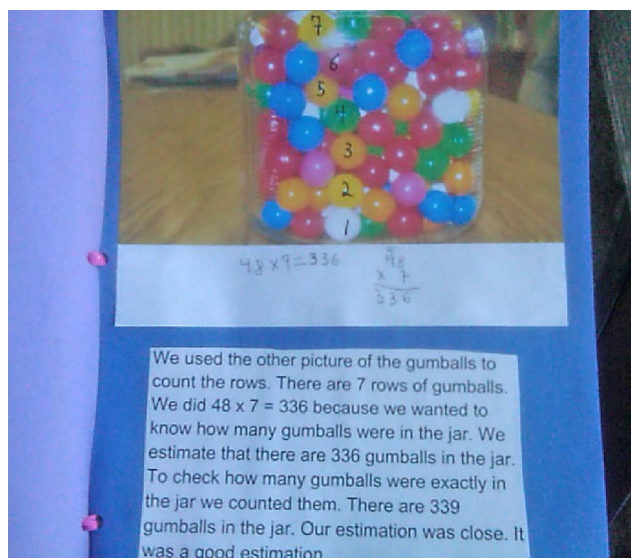 7
6
5
4
3
2
1
48 x 7 = 336
48
x 7
336
We used the other picture of the gumballs to
count the rows. There are 7 rows of gumballs.
We did 48 x 7 = 336 because we wanted to
know how many gumballs were in the jar. We
estimate that there are 336 gumballs in the jar.
To check how many gumballs were exactly in
the jar we counted them. There are 339
gumballs in the jar. Our estimation was close. It
was a good estimation